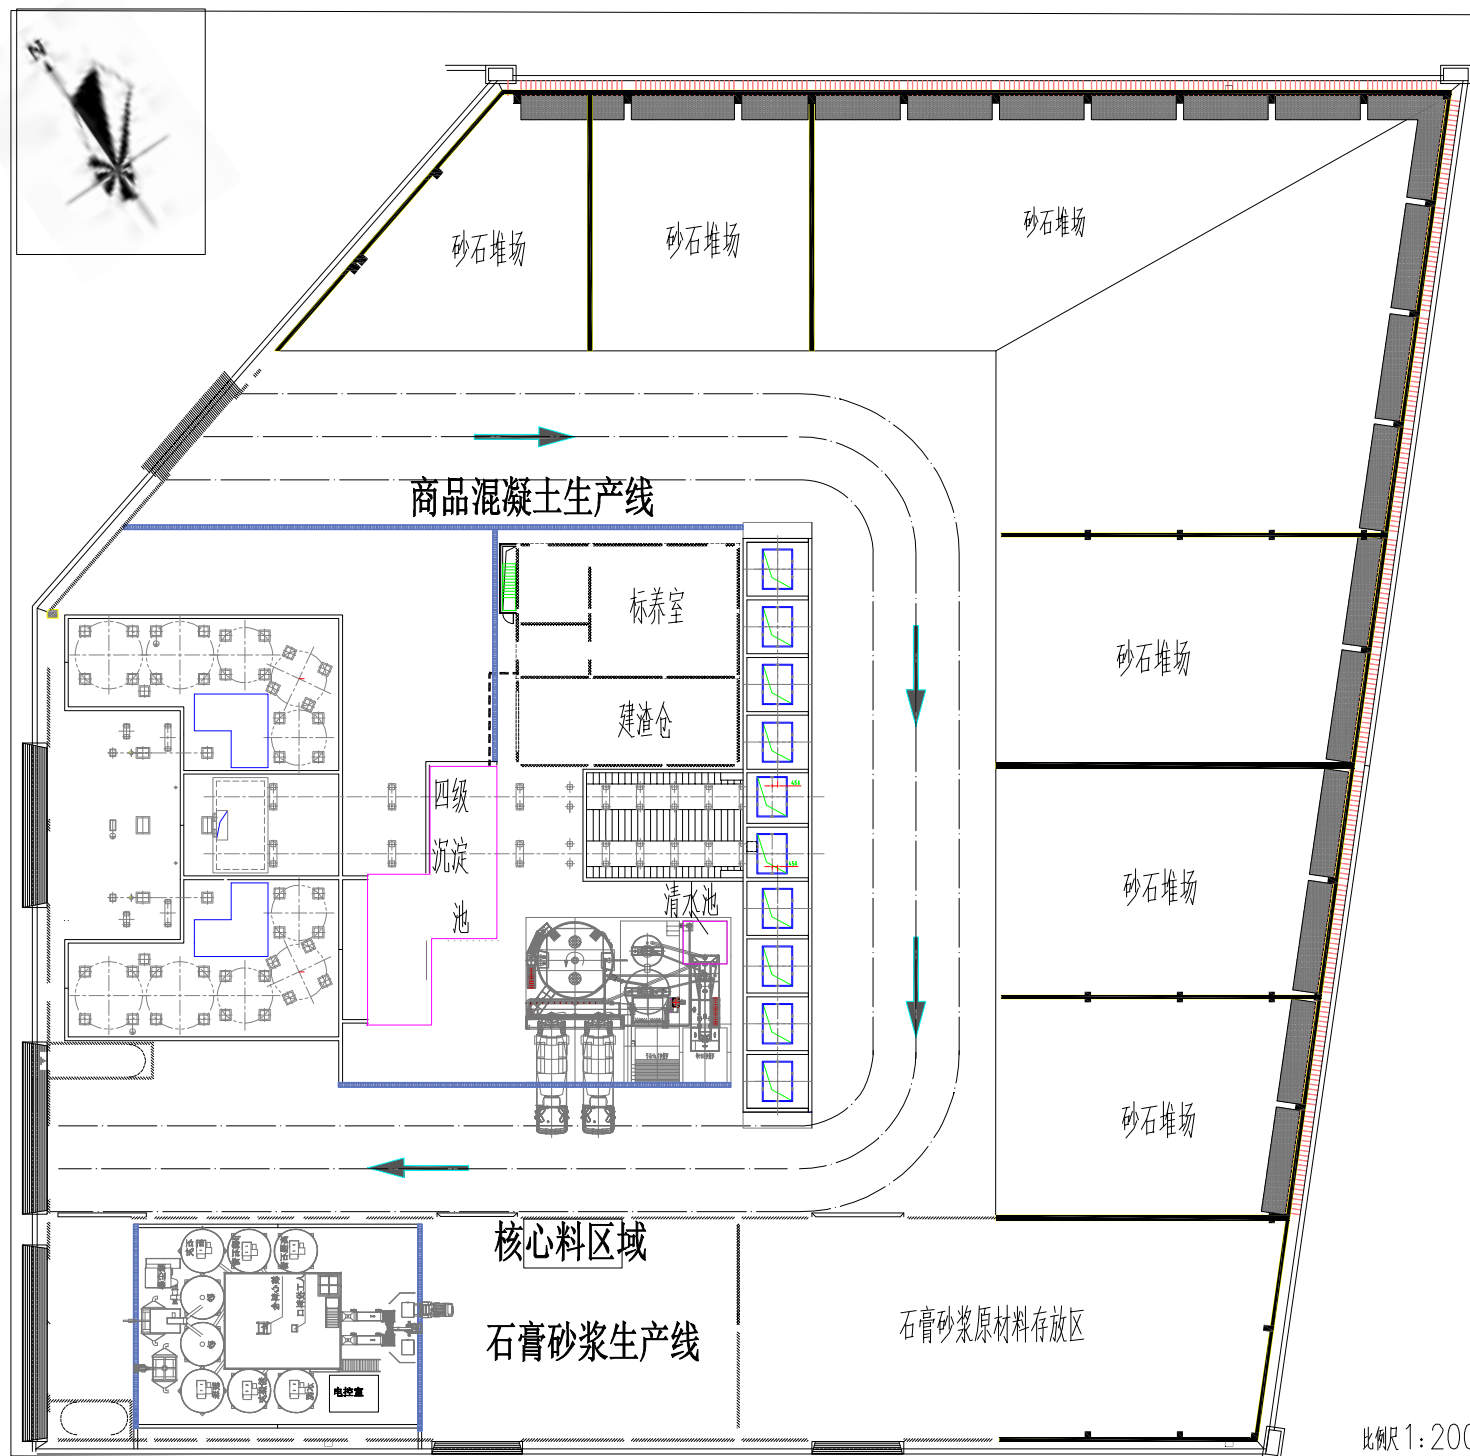 N
砂石堆场
砂石堆场
砂石堆场
商品混凝土生产线
标养室
砂石堆场
建渣仓
四级
沉淀
池
清水池
砂石堆场
砂石堆场
核心料区域
石膏砂浆生产线
石膏砂浆原材料存放区
电控室
比例尺 1:200